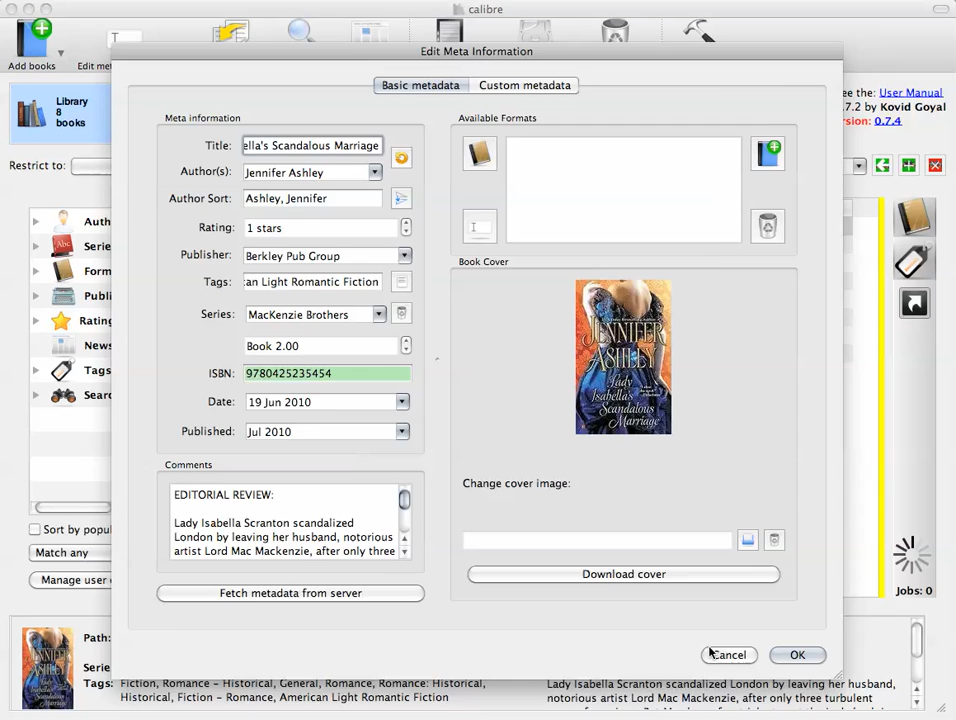 calibre
T
Add books
Edit me
Edit Meta Information
Library
8
books
ee the: User Manual
.7.2 by Kovid Goyal
ersion: 0.7.4
Restrict to:
Basic metadata
Custom metadata
Meta information
Title: ella's Scandalous Marriage
Author(s): Jennifer Ashley
Author Sort: Ashley, Jennifer
Rating: 1 stars
Publisher: Berkley Pub Group
Tags: can Light Romantic Fiction
Series: MacKenzie Brothers
Book 2.00
ISBN: 9780425235454
Date: 19 Jun 2010
Published: Jul 2010
Comments
EDITORIAL REVIEW:
Lady Isabella Scranton scandalized
London by leaving her husband, notorious
artist Lord Mac Mackenzie, after only three
Fetch metadata from server
Available Formats
Book Cover
JENNIFER
ASHLEY
Lady
Isabella's
Scandalous
Marriage
Change cover image:
Download cover
Cancel
OK
Auth
Abc
Serie
Form
Publi
Rating
News
Tags
Searc
Sort by popu
Match any
Manage user c
Jobs: 0
JENNIFER
ASHLEY
Path:
Serie
Tags: Fiction, Romance - Historical, General, Romance, Romance: Historical,
Historical, Fiction - Romance, American Light Romantic Fiction
Lady Isabella Scranton scandalized London by leaving her husband,
notorious artist Lord Mac Mackenzie, after only three turbulent